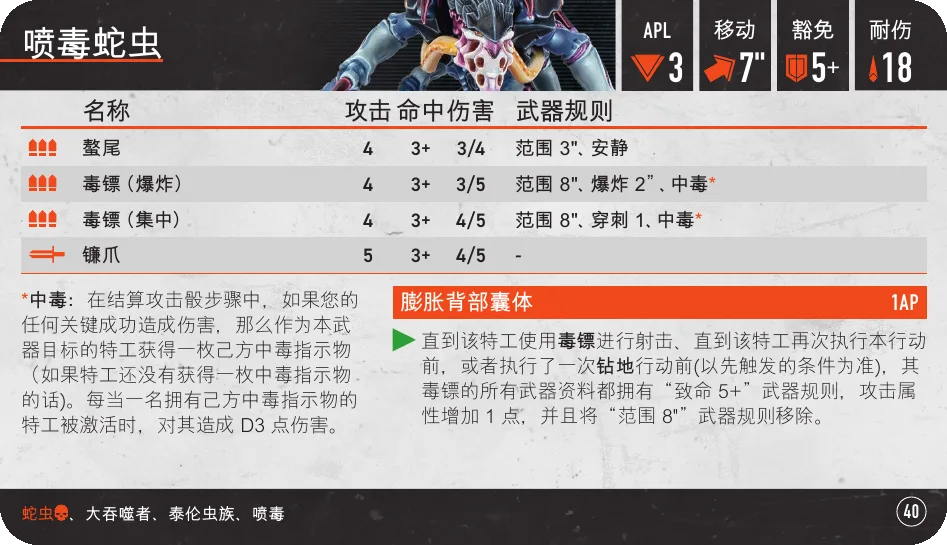 喷毒蛇虫
APL 移动 豁免 耐伤
3 7" 5+ 18
名称 攻击 命中 伤害 武器规则
螯尾 4 3+ 3/4 范围 3"、安静
毒镖（爆炸） 4 3+ 3/5 范围 8"、爆炸 2”、中毒*
毒镖（集中） 4 3+ 4/5 范围 8"、穿刺 1、中毒*
镰爪 5 3+ 4/5 -
*中毒：在结算攻击骰步骤中，如果您的
任何关键成功造成伤害，那么作为本武
器目标的特工获得一枚己方中毒指示物
（如果特工还没有获得一枚中毒指示物
的话)。每当一名拥有己方中毒指示物的
特工被激活时，对其造成 D3 点伤害。
膨胀背部囊体 1AP
直到该特工使用毒镖进行射击、直到该特工再次执行本行动
前，或者执行了一次钻地行动前(以先触发的条件为准)，其
毒镖的所有武器资料都拥有“致命 5+”武器规则，攻击属
性增加 1 点，并且将“范围 8"”武器规则移除。
蛇虫、大吞噬者、泰伦虫族、喷毒
40